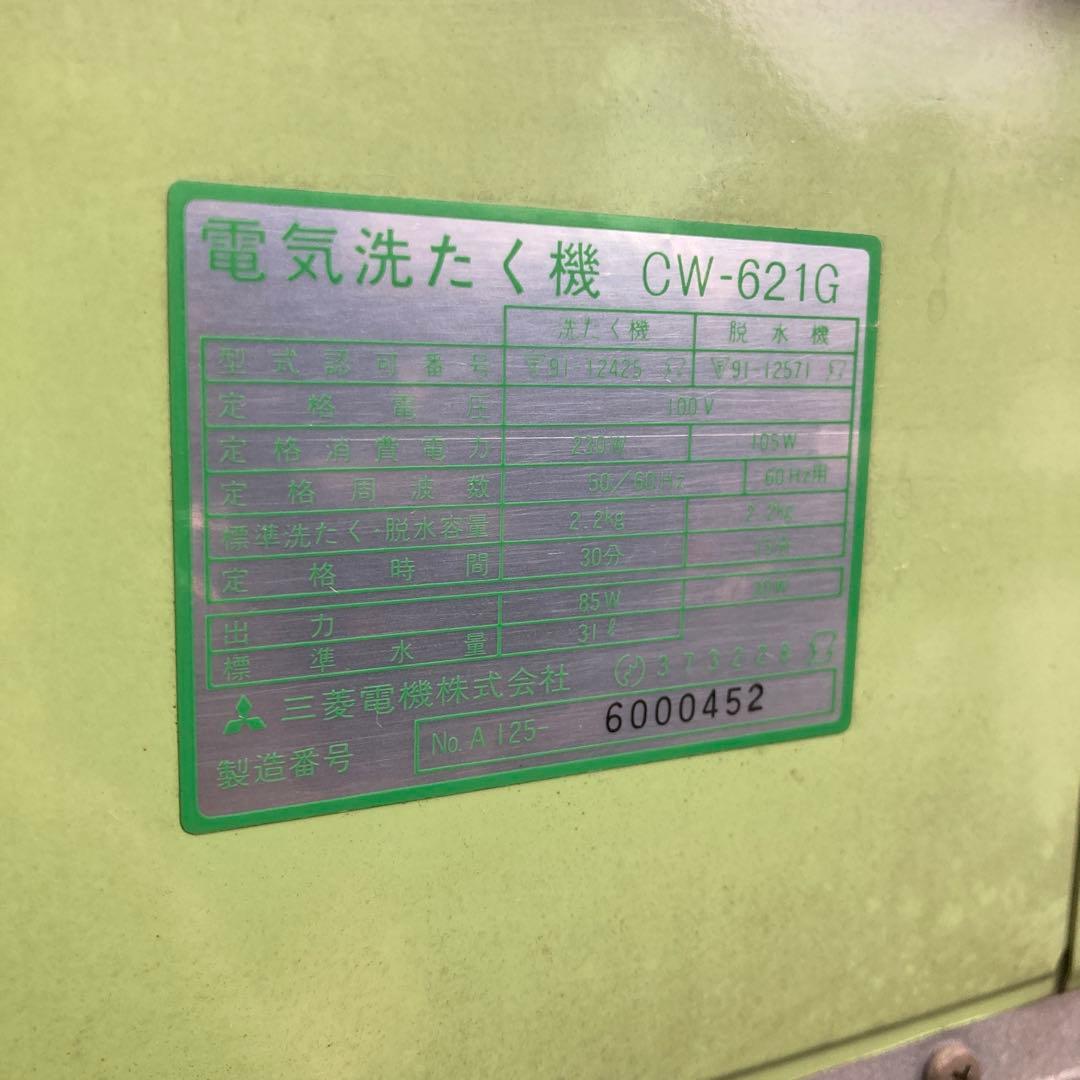 電気洗たく機 CW-621G
洗たく機 脱水機
型式認可番号 91-12425 91-12571
定格電圧 100V
定格消費電力 230W 105W
定格周波数 50/60Hz 60Hz用
標準洗たく・脱水容量 2.2kg 2.2kg
定格時間 30分
出力 85W
標準水量 31ℓ
三菱電機株式会社 373228
製造番号 No. A 125- 6000452